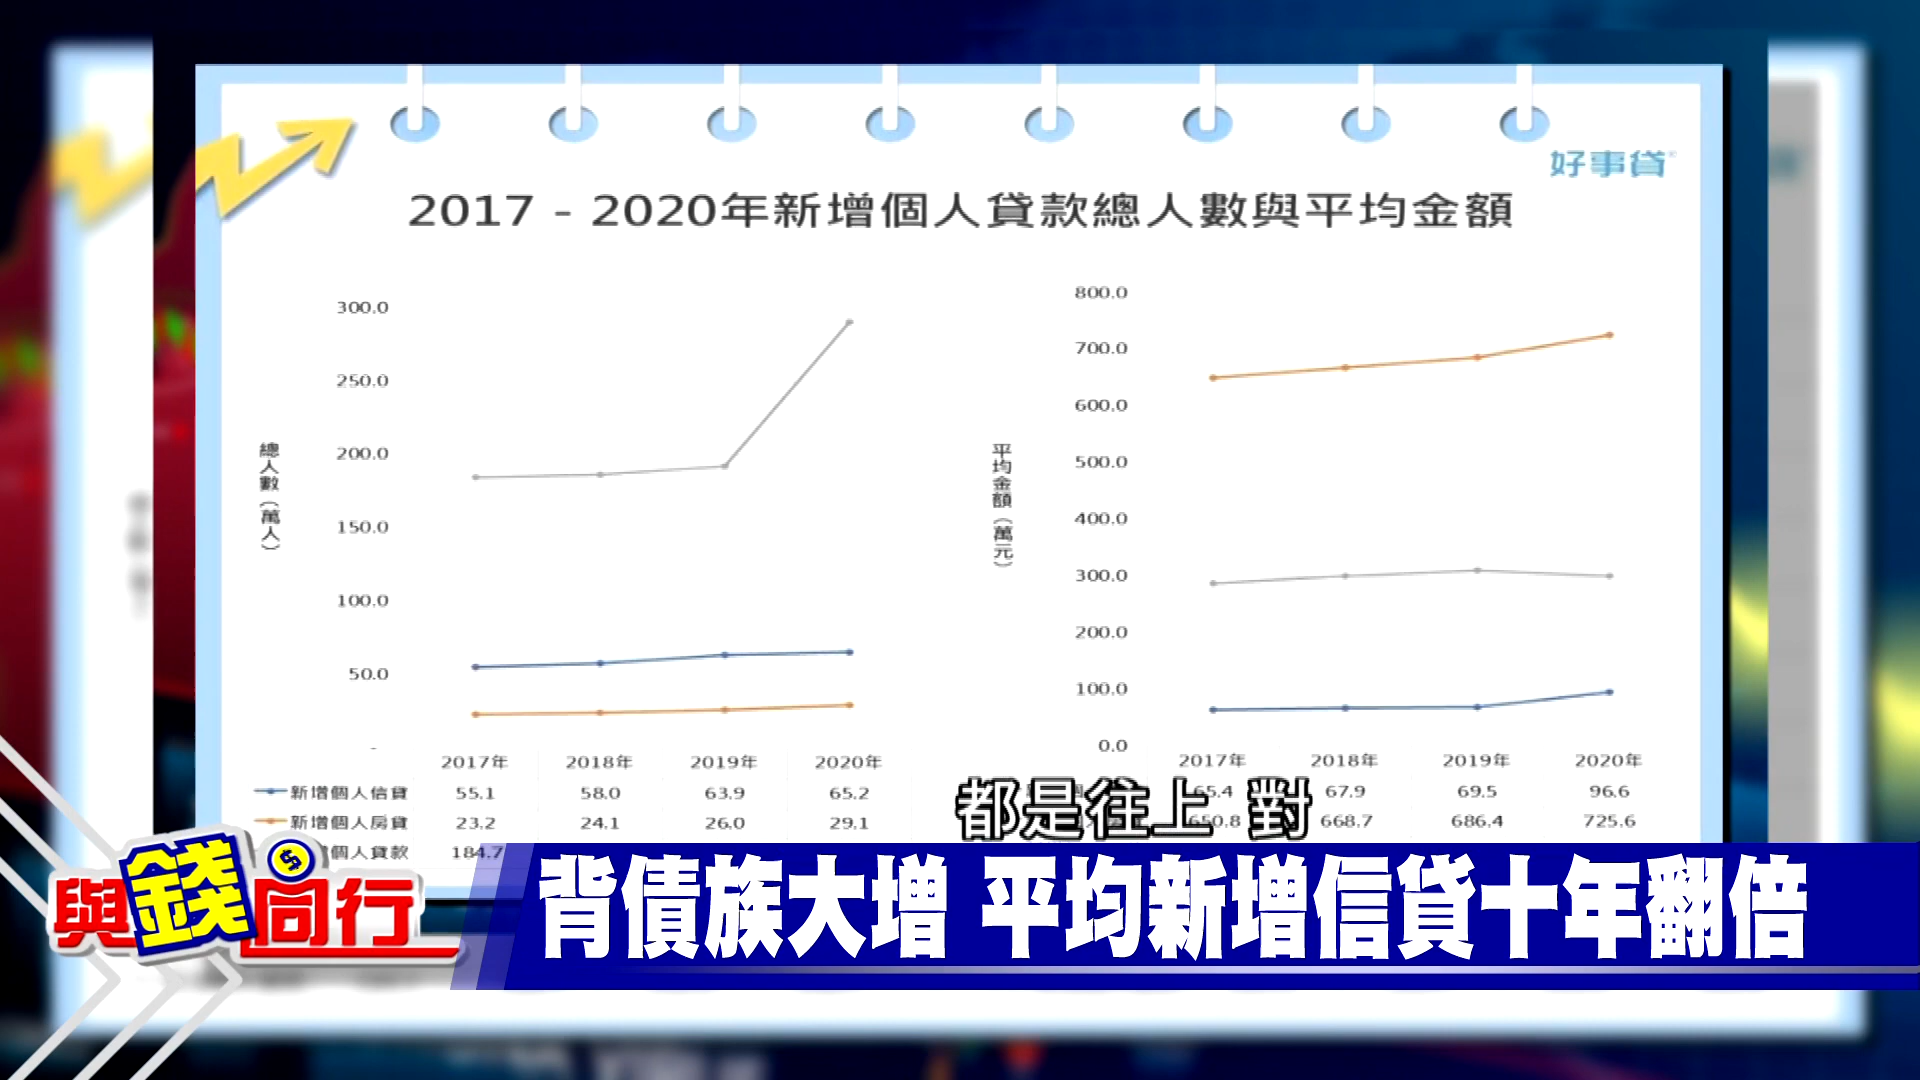 好事貸
2017 - 2020年新增個人貸款總人數與平均金額
總人數（萬人）
300.0
250.0
200.0
150.0
100.0
50.0
-
2017年 2018年 2019年 2020年
新增個人信貸 55.1 58.0 63.9 65.2
新增個人房貸 23.2 24.1 26.0 29.1
個人貸款 184.7
平均金額（萬元）
800.0
700.0
600.0
500.0
400.0
300.0
200.0
100.0
0.0
2017年 2018年 2019年 2020年
65.4 67.9 69.5 96.6
650.8 668.7 686.4 725.6
都是往上 對
與錢同行
背債族大增 平均新增信貸十年翻倍